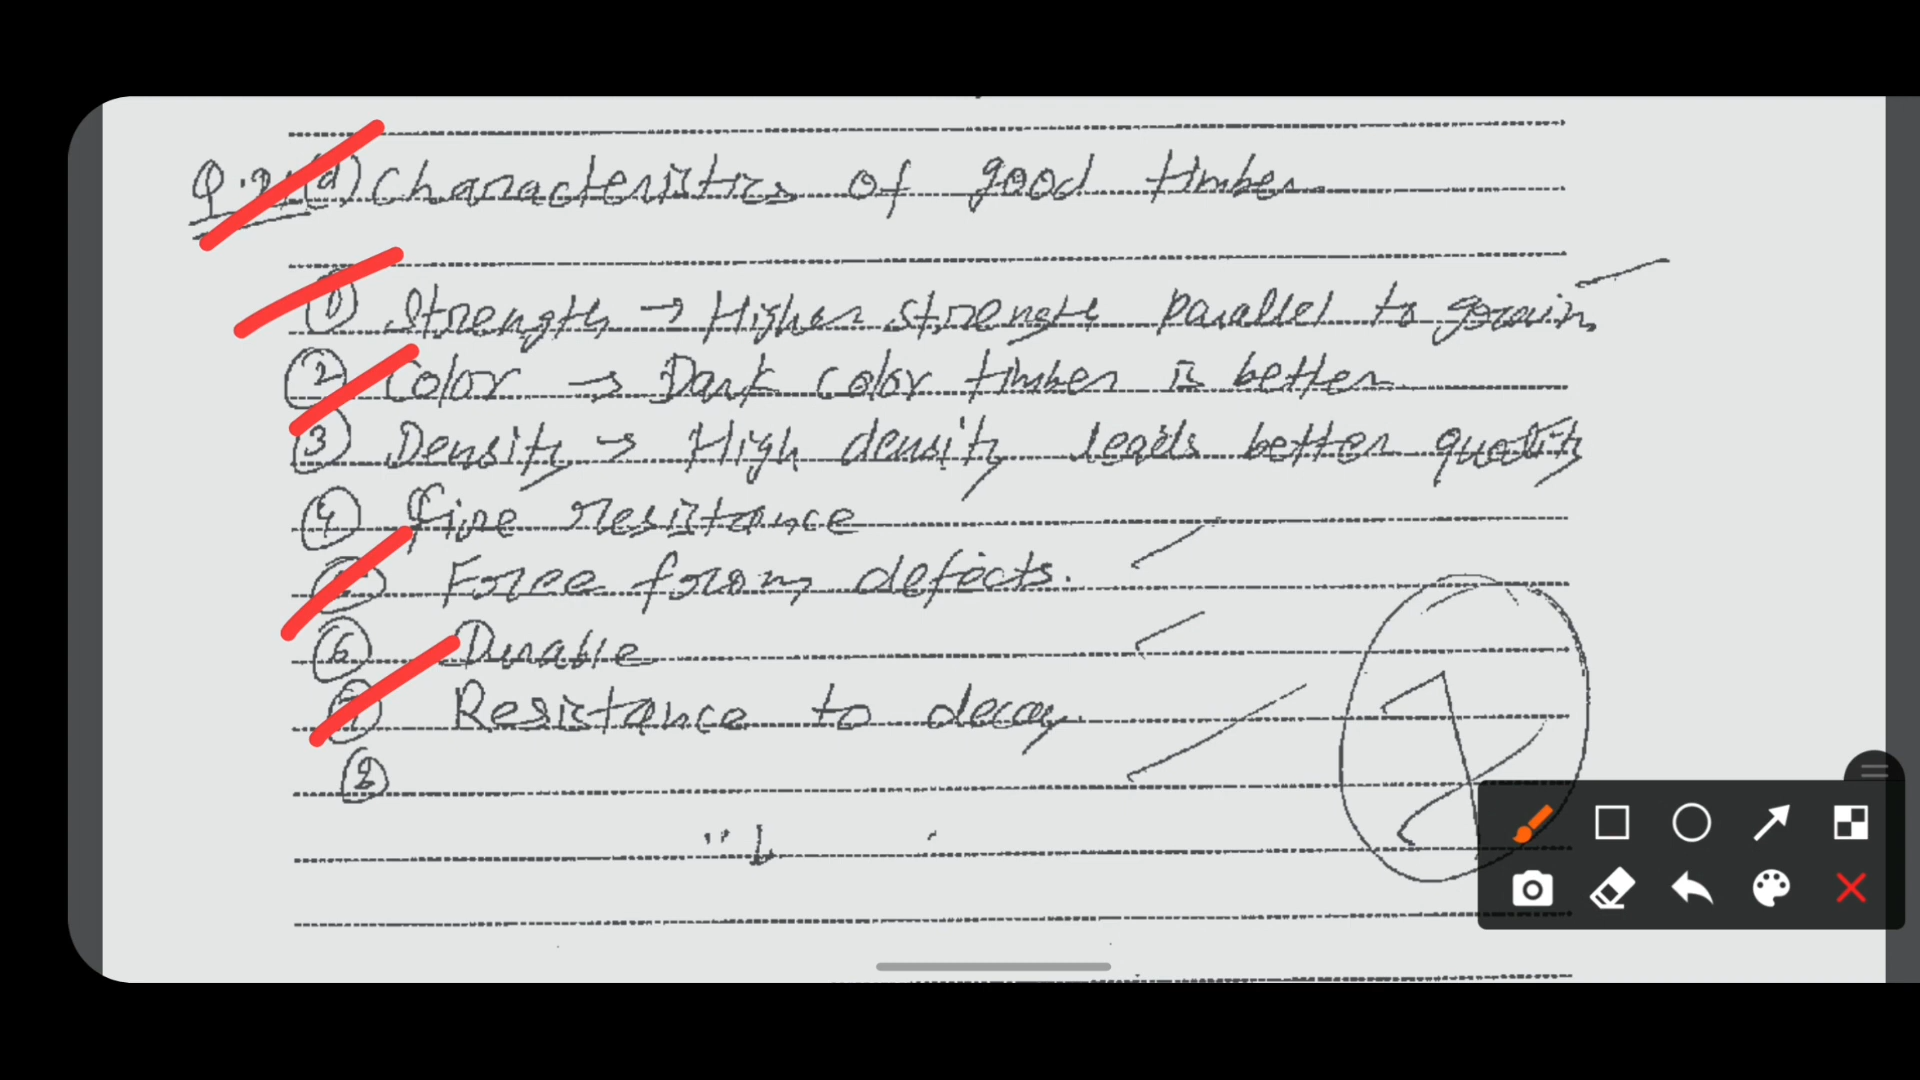 Q.2.(d) Characteristics of good timber.
① Strength → Higher strength parallel to grain
② Color → Dark color timber is better
③ Density → High density leads better quality
④ fire resistance
⑤ Free from defects.
⑥ Durable
⑦ Resistance to decay
⑧